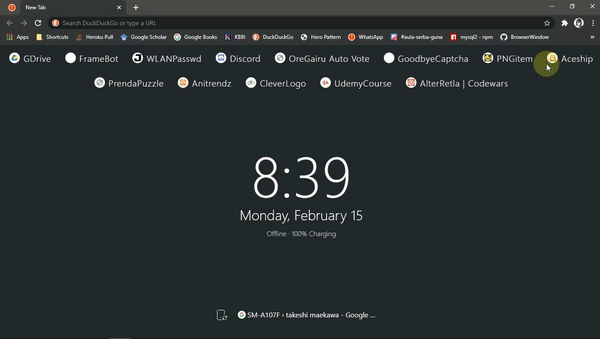 New Tab
Search DuckDuckGo or type a URL
Apps Shortcuts Heroku Pull Google Scholar Google Books KBBI DuckDuckGo Hero Pattern WhatsApp #aula-serba-guna mysql2 - npm BrowserWindow
GDrive FrameBot WLANPasswd Discord OreGairu Auto Vote GoodbyeCaptcha PNGitem Aceship
PrendaPuzzle Anitrendz CleverLogo UdemyCourse AlterRetla | Codewars
8:39
Monday, February 15
Offline · 100% Charging
SM-A107F › takeshi maekawa - Google ...